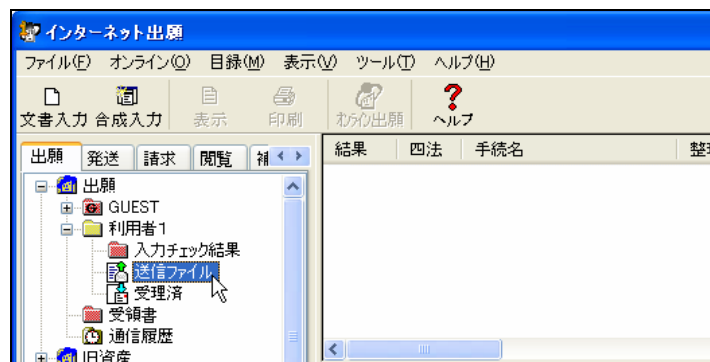 インターネット出願
ファイル(F) オンライン(O) 目録(M) 表示(V) ツール(T) ヘルプ(H)
文書入力 合成入力 表示 印刷 オンライン出願 ヘルプ
出願 発送 請求 閲覧 補
結果 四法 手続名 整理
出願
GUEST
利用者1
入力チェック結果
送信ファイル
受理済
受領書
通信履歴
旧資産